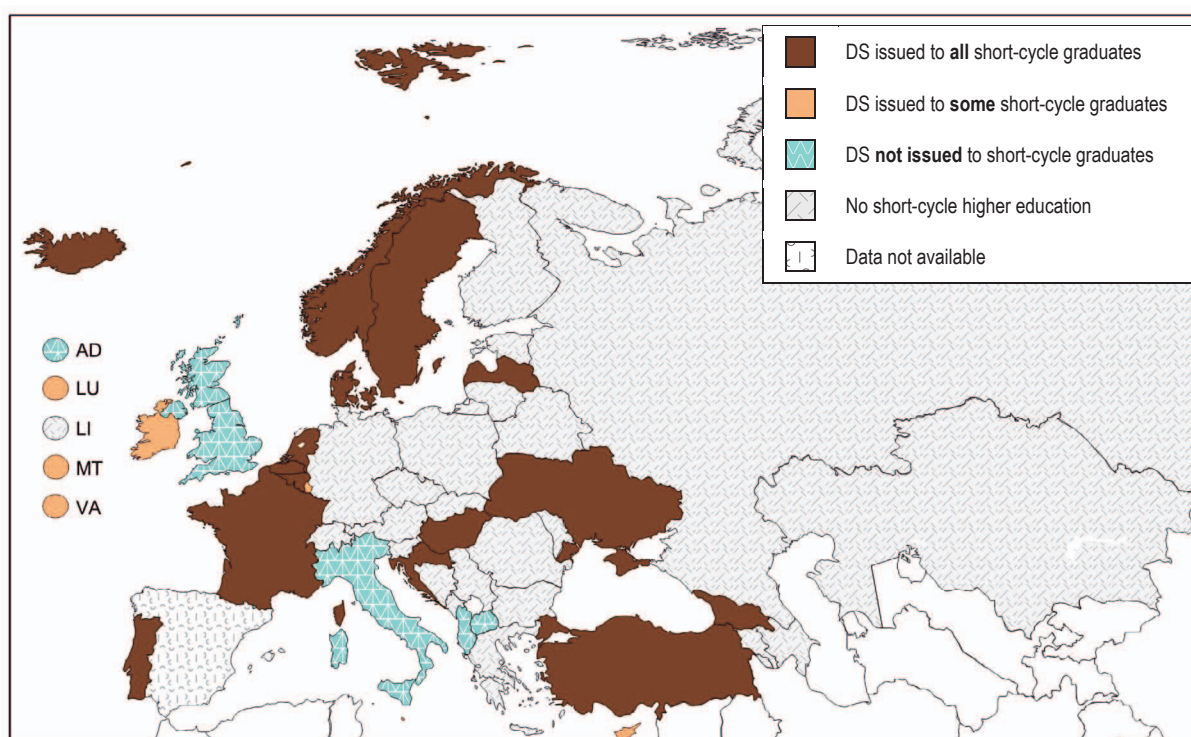 DS issued to all short-cycle graduates
DS issued to some short-cycle graduates
DS not issued to short-cycle graduates
No short-cycle higher education
Data not available
AD
LU
LI
MT
VA